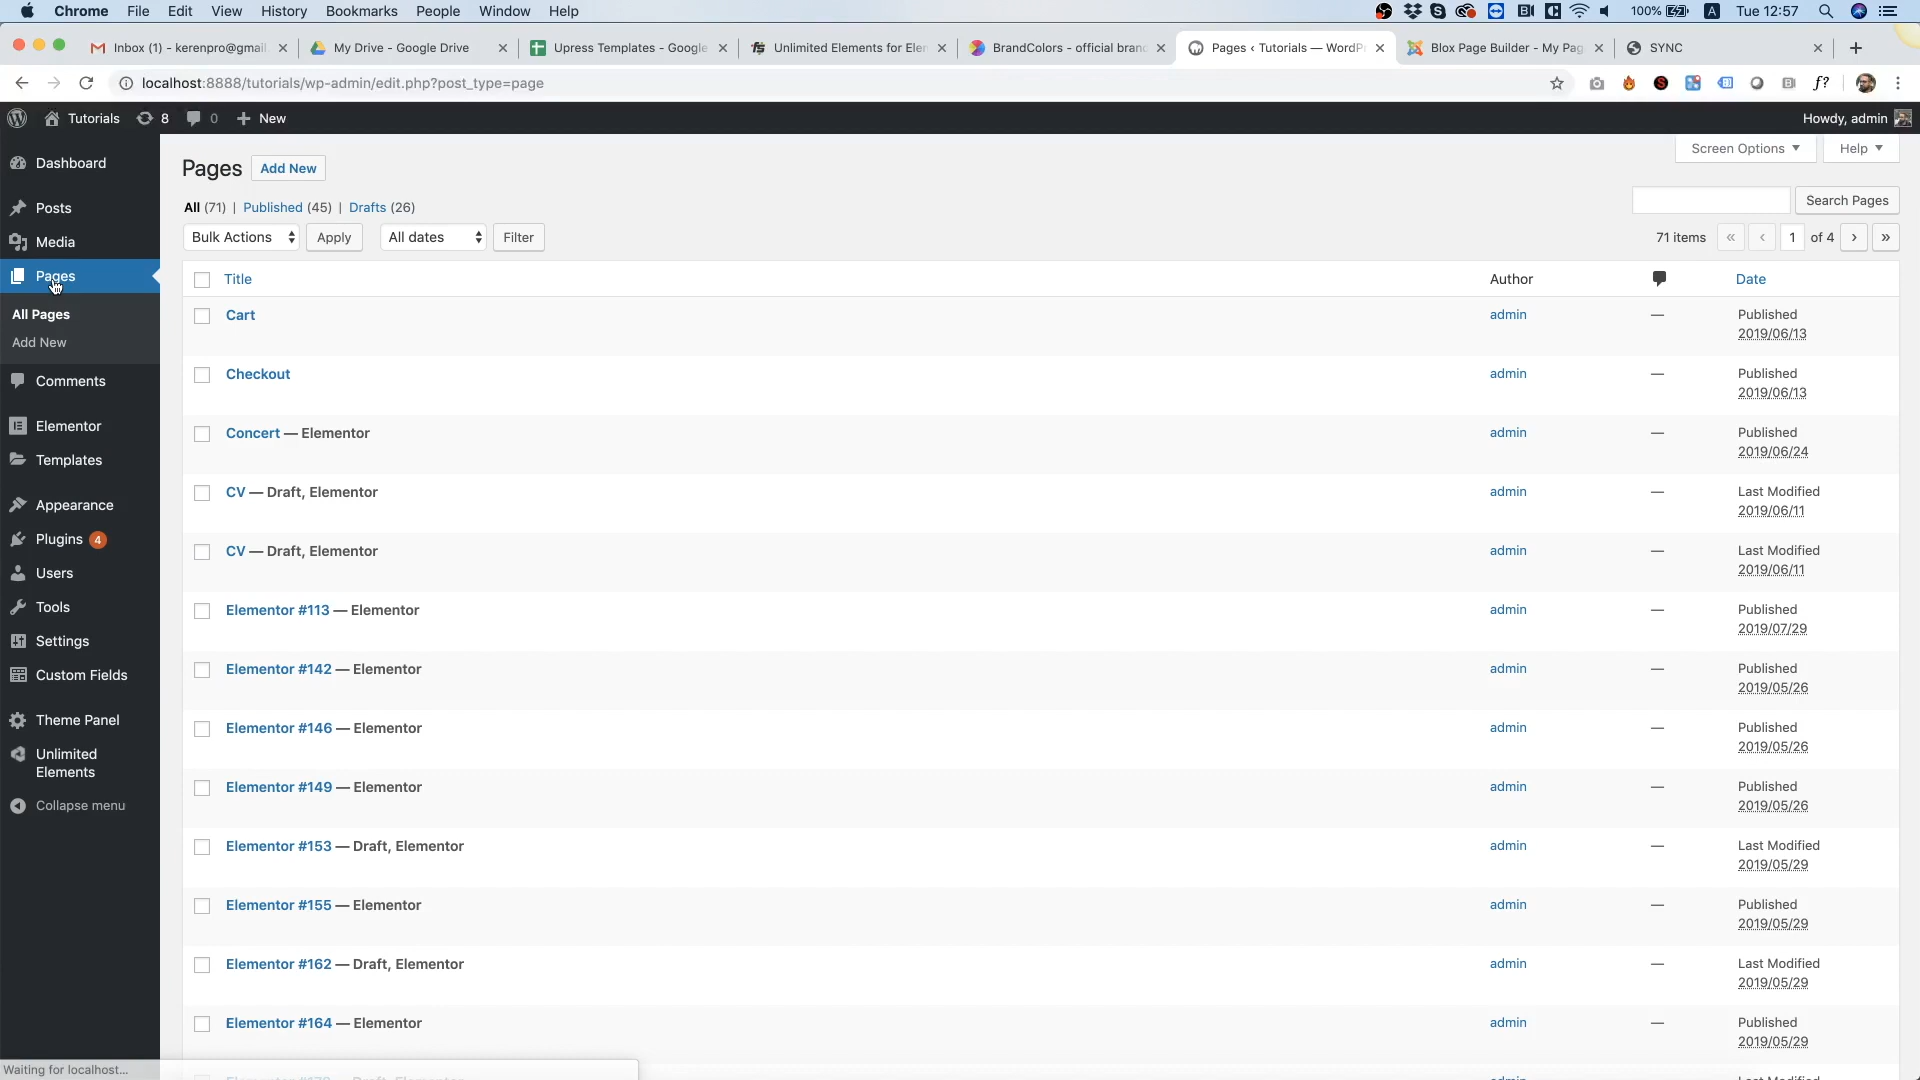 Chrome File Edit View History Bookmarks People Window Help 100% A Tue 12:57
Inbox (1) - kerenpro@gmail. My Drive - Google Drive Upress Templates - Google Unlimited Elements for Elen BrandColors - official branc Pages ‹ Tutorials — WordPr Blox Page Builder - My Pag SYNC
localhost:8888/tutorials/wp-admin/edit.php?post_type=page
Tutorials 8 0 New Howdy, admin
Dashboard
Posts
Media
Pages
All Pages
Add New
Comments
Elementor
Templates
Appearance
Plugins 4
Users
Tools
Settings
Custom Fields
Theme Panel
Unlimited
Elements
Collapse menu
Screen Options Help
Pages Add New
All (71) | Published (45) | Drafts (26)
Search Pages
Bulk Actions Apply All dates Filter 71 items « ‹ 1 of 4 › »
Title Author Date
Cart admin — Published
2019/06/13
Checkout admin — Published
2019/06/13
Concert — Elementor admin — Published
2019/06/24
CV — Draft, Elementor admin — Last Modified
2019/06/11
CV — Draft, Elementor admin — Last Modified
2019/06/11
Elementor #113 — Elementor admin — Published
2019/07/29
Elementor #142 — Elementor admin — Published
2019/05/26
Elementor #146 — Elementor admin — Published
2019/05/26
Elementor #149 — Elementor admin — Published
2019/05/26
Elementor #153 — Draft, Elementor admin — Last Modified
2019/05/29
Elementor #155 — Elementor admin — Published
2019/05/29
Elementor #162 — Draft, Elementor admin — Last Modified
2019/05/29
Elementor #164 — Elementor admin — Published
2019/05/29
Waiting for localhost...